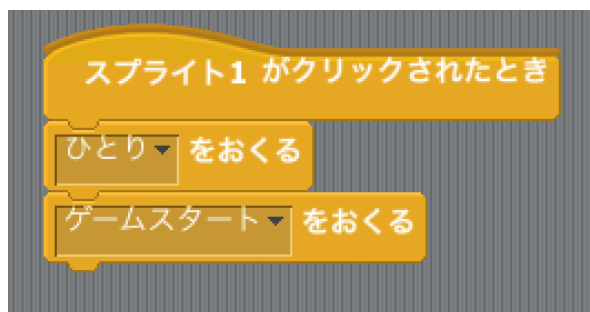 スプライト1 がクリックされたとき
ひとり をおくる
ゲームスタート をおくる